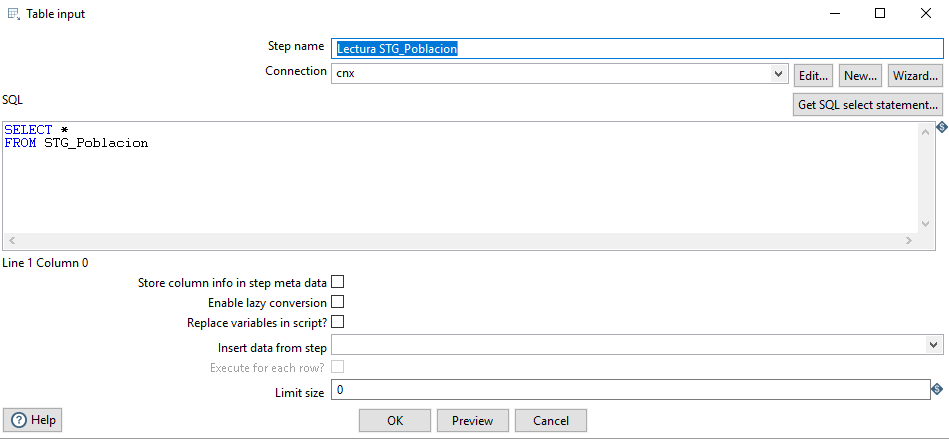 Table input
Step name Lectura STG_Poblacion
Connection cnx Edit... New... Wizard...
SQL Get SQL select statement...
SELECT *
FROM STG_Poblacion
Line 1 Column 0
Store column info in step meta data
Enable lazy conversion
Replace variables in script?
Insert data from step
Execute for each row?
Limit size 0
Help OK Preview Cancel